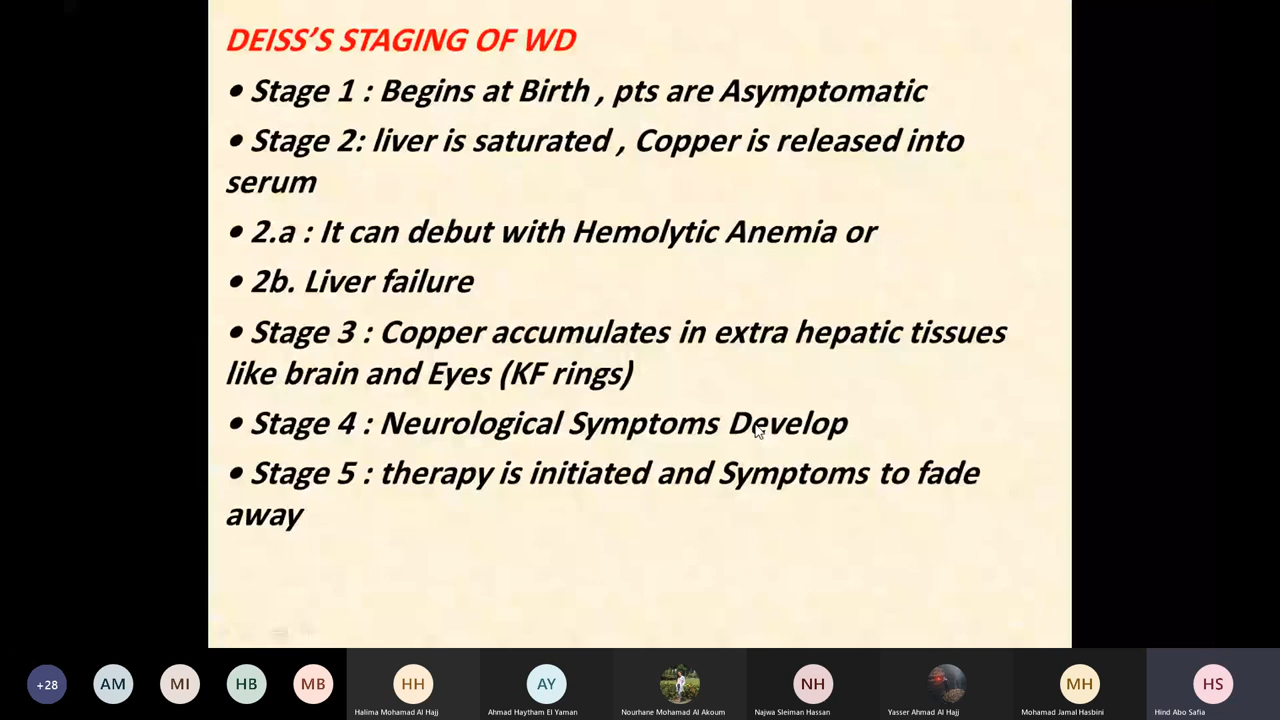 DEISS'S STAGING OF WD
• Stage 1 : Begins at Birth , pts are Asymptomatic
• Stage 2: liver is saturated , Copper is released into
serum
• 2.a : It can debut with Hemolytic Anemia or
• 2b. Liver failure
• Stage 3 : Copper accumulates in extra hepatic tissues
like brain and Eyes (KF rings)
• Stage 4 : Neurological Symptoms Develop
• Stage 5 : therapy is initiated and Symptoms to fade
away
+28
AM
MI
HB
MB
HH
AY
NH
MH
HS
Halima Mohamad Al Hajj
Ahmad Haytham El Yaman
Nourhane Mohamad Al Akoum
Najwa Sleiman Hassan
Yasser Ahmad Al Hajj
Mohamad Jamal Hasbini
Hind Abo Safia